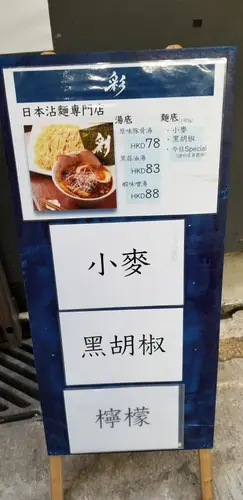 彩
日本沾麵專門店
湯底
麵底
原味豚骨湯
HKD78
黑蒜油湯
HKD83
蝦味噌湯
HKD88
・小麥
・黑胡椒
・今日Special
彩
小麥
黑胡椒
檸檬